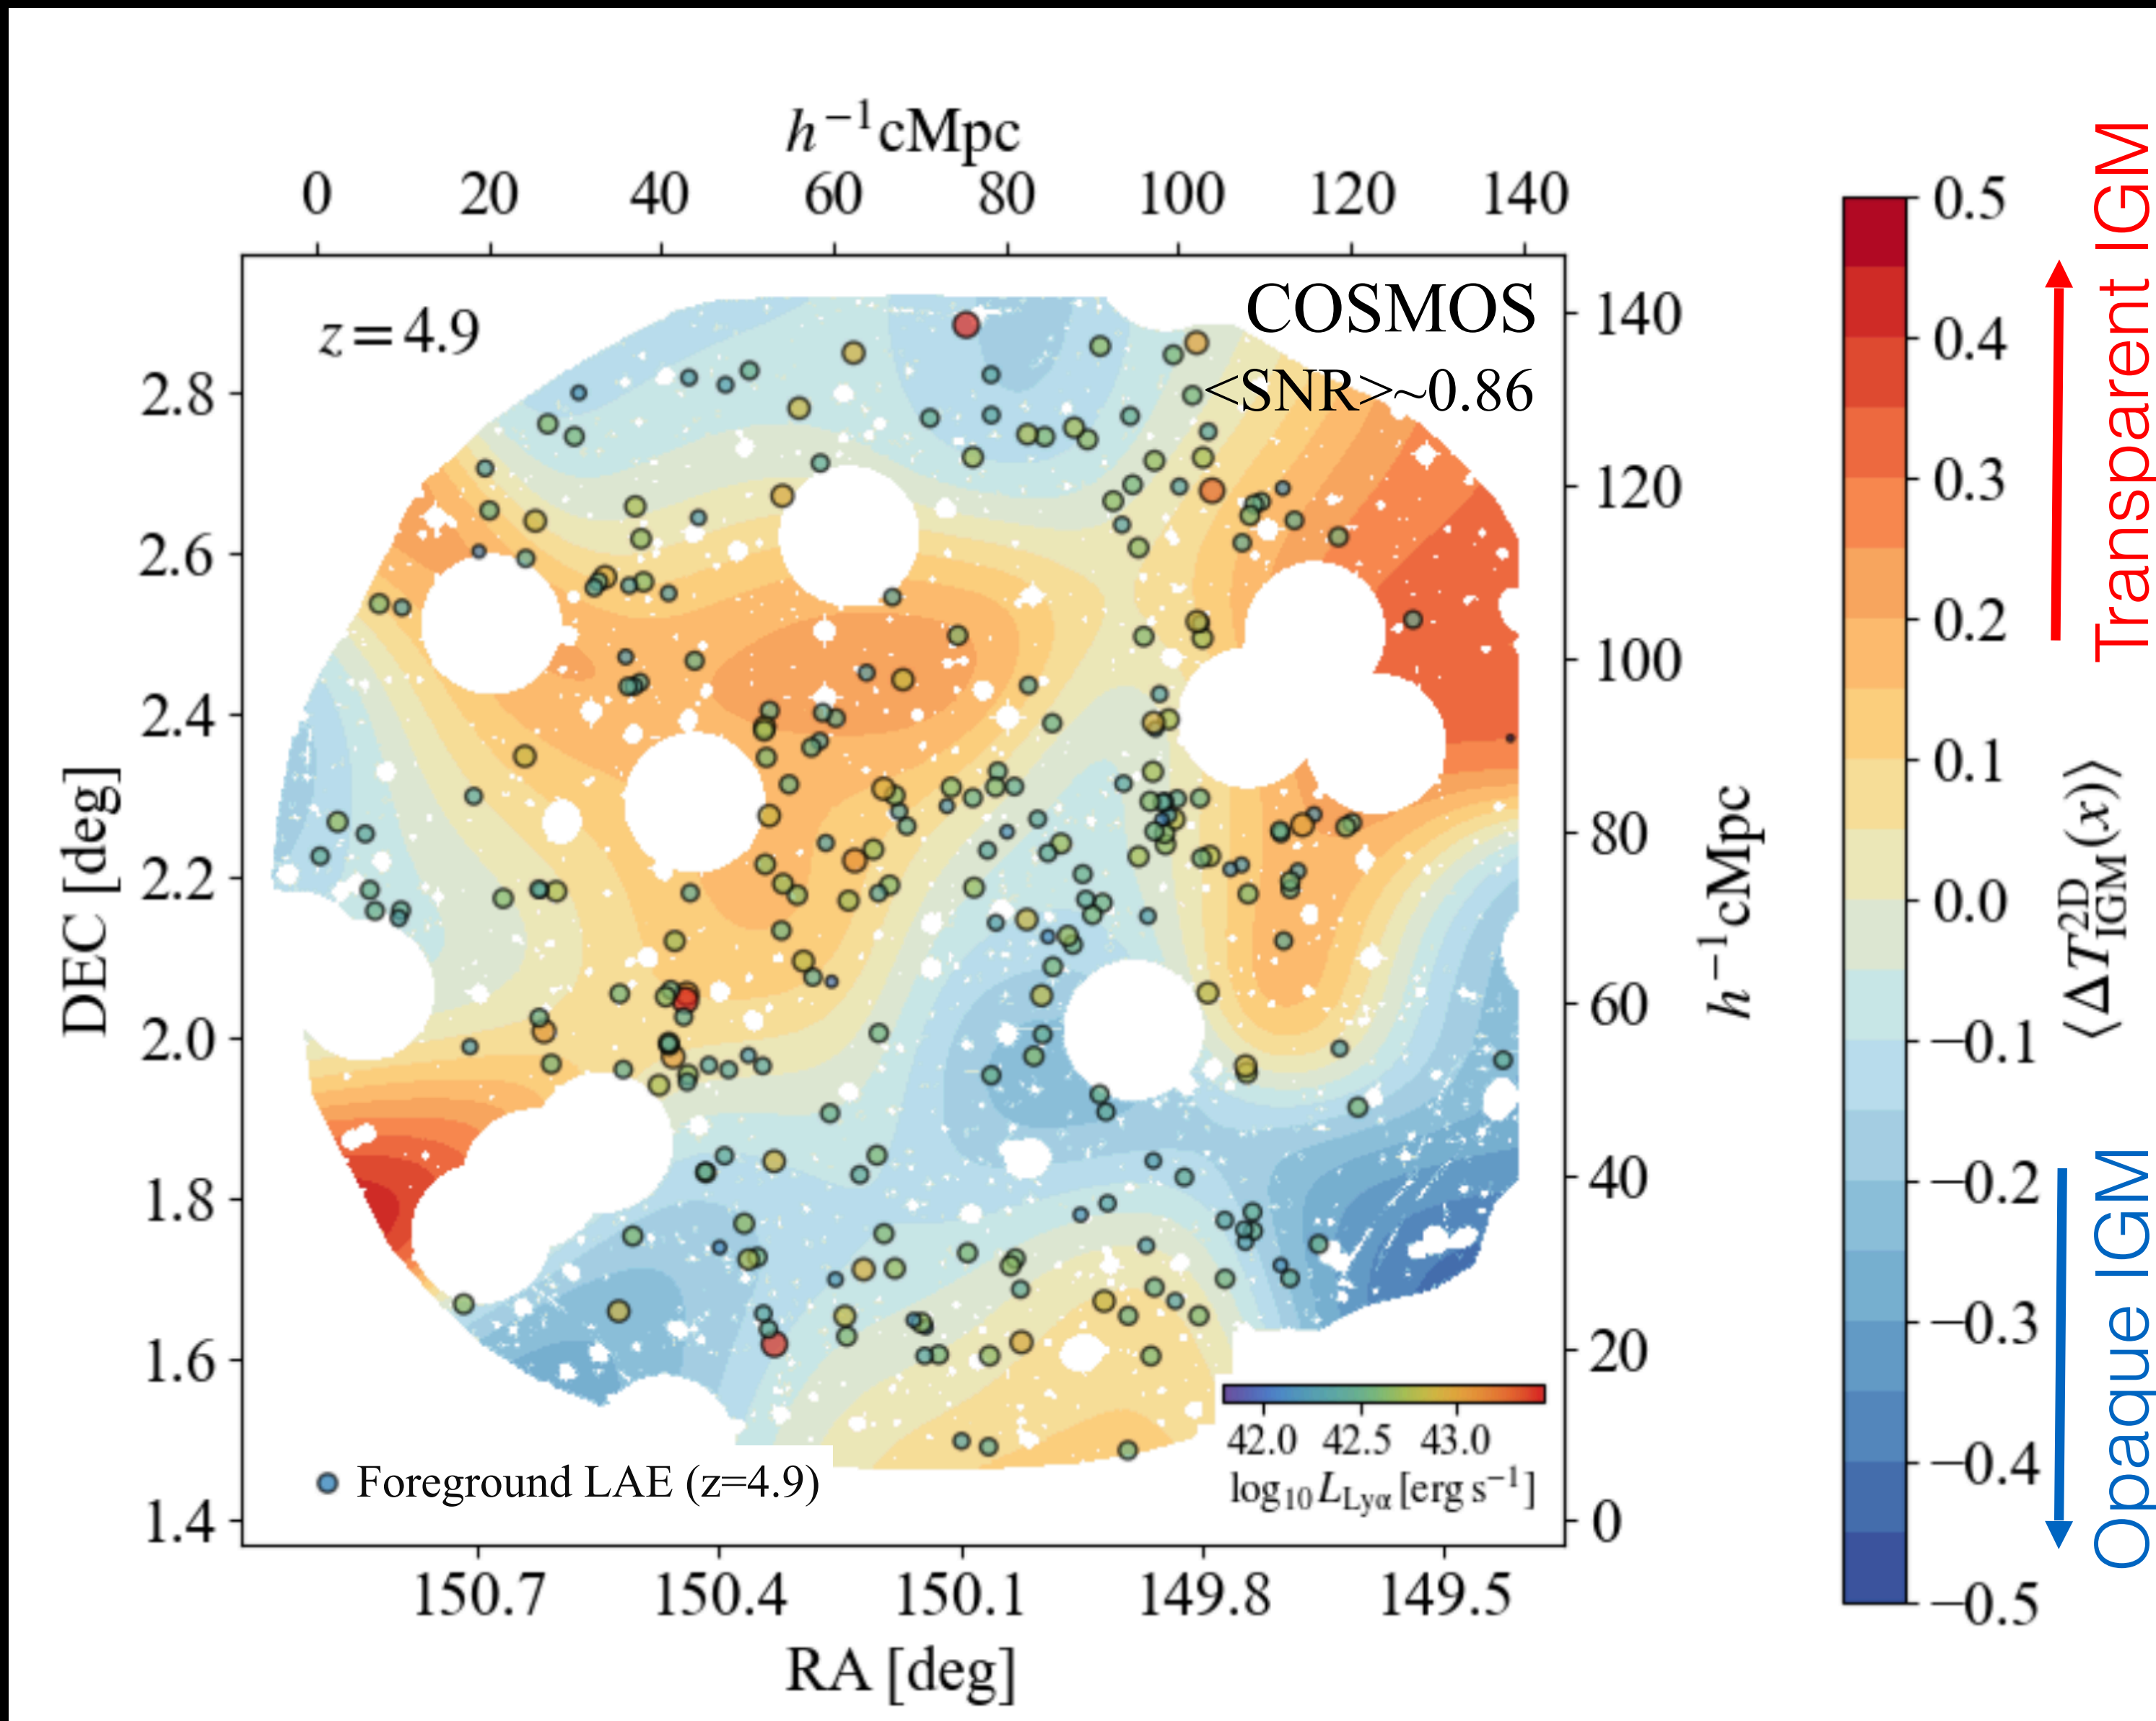 h⁻¹cMpc
0 20 40 60 80 100 120 140
z=4.9
COSMOS
<SNR>~0.86
2.8
2.6
2.4
2.2
2.0
1.8
1.6
1.4
DEC [deg]
140
120
100
80
60
40
20
0
h⁻¹cMpc
Foreground LAE (z=4.9)
42.0 42.5 43.0
log₁₀ L_Lyα [erg s⁻¹]
150.7 150.4 150.1 149.8 149.5
RA [deg]
0.5
0.4
0.3
0.2
0.1
0.0
−0.1
−0.2
−0.3
−0.4
−0.5
⟨ΔT²ᴰ_IGM(x)⟩
Transparent IGM
Opaque IGM